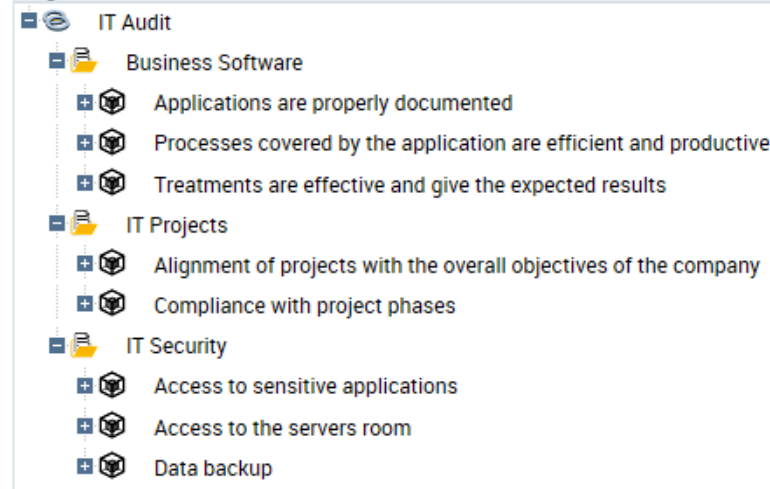 IT Audit
Business Software
Applications are properly documented
Processes covered by the application are efficient and productive
Treatments are effective and give the expected results
IT Projects
Alignment of projects with the overall objectives of the company
Compliance with project phases
IT Security
Access to sensitive applications
Access to the servers room
Data backup